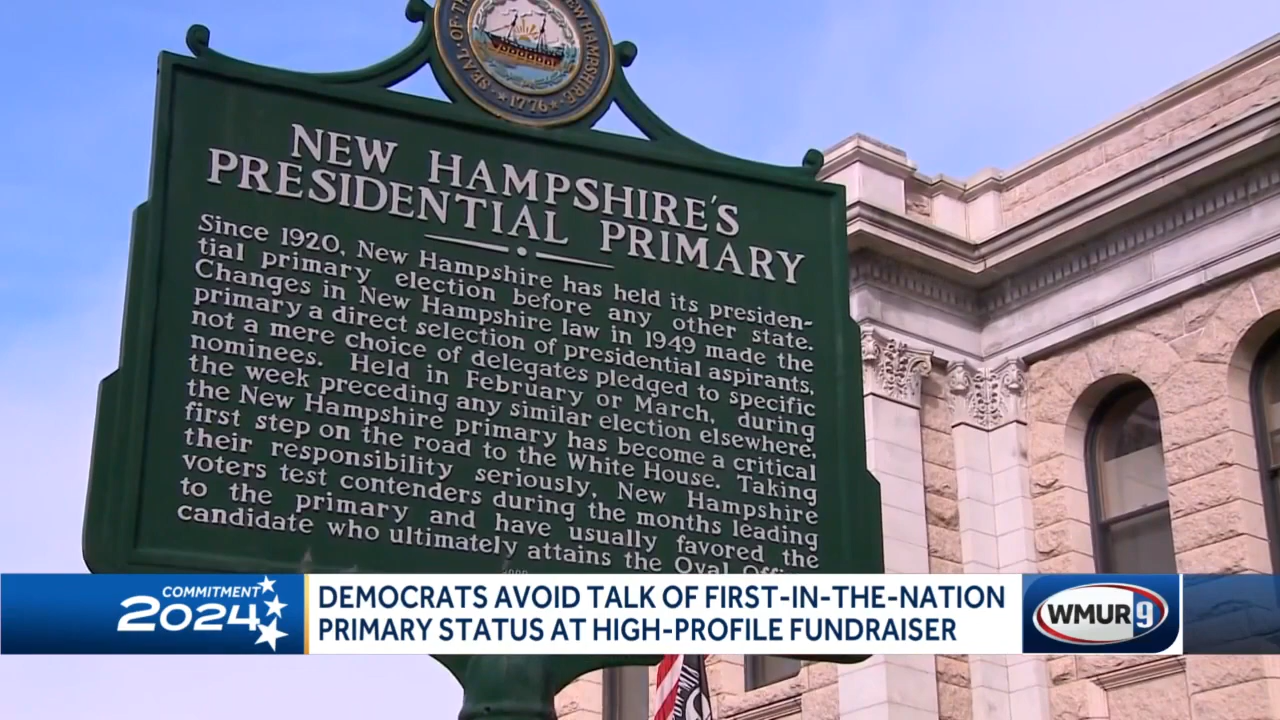 SEAL OF THE
NEW HAMPSHIRE
★1776★
NEW HAMPSHIRE'S
PRESIDENTIAL PRIMARY
Since 1920, New Hampshire has held its presiden-
tial primary election before any other state.
Changes in New Hampshire law in 1949 made the
primary a direct selection of presidential aspirants,
not a mere choice of delegates pledged to specific
nominees. Held in February or March, during
the week preceding any similar election elsewhere,
the New Hampshire primary has become a critical
first step on the road to the White House. Taking
their responsibility seriously, New Hampshire
voters test contenders during the months leading
to the primary and have usually favored the
candidate who ultimately attains the Oval
COMMITMENT
2024
DEMOCRATS AVOID TALK OF FIRST-IN-THE-NATION
PRIMARY STATUS AT HIGH-PROFILE FUNDRAISER
WMUR9